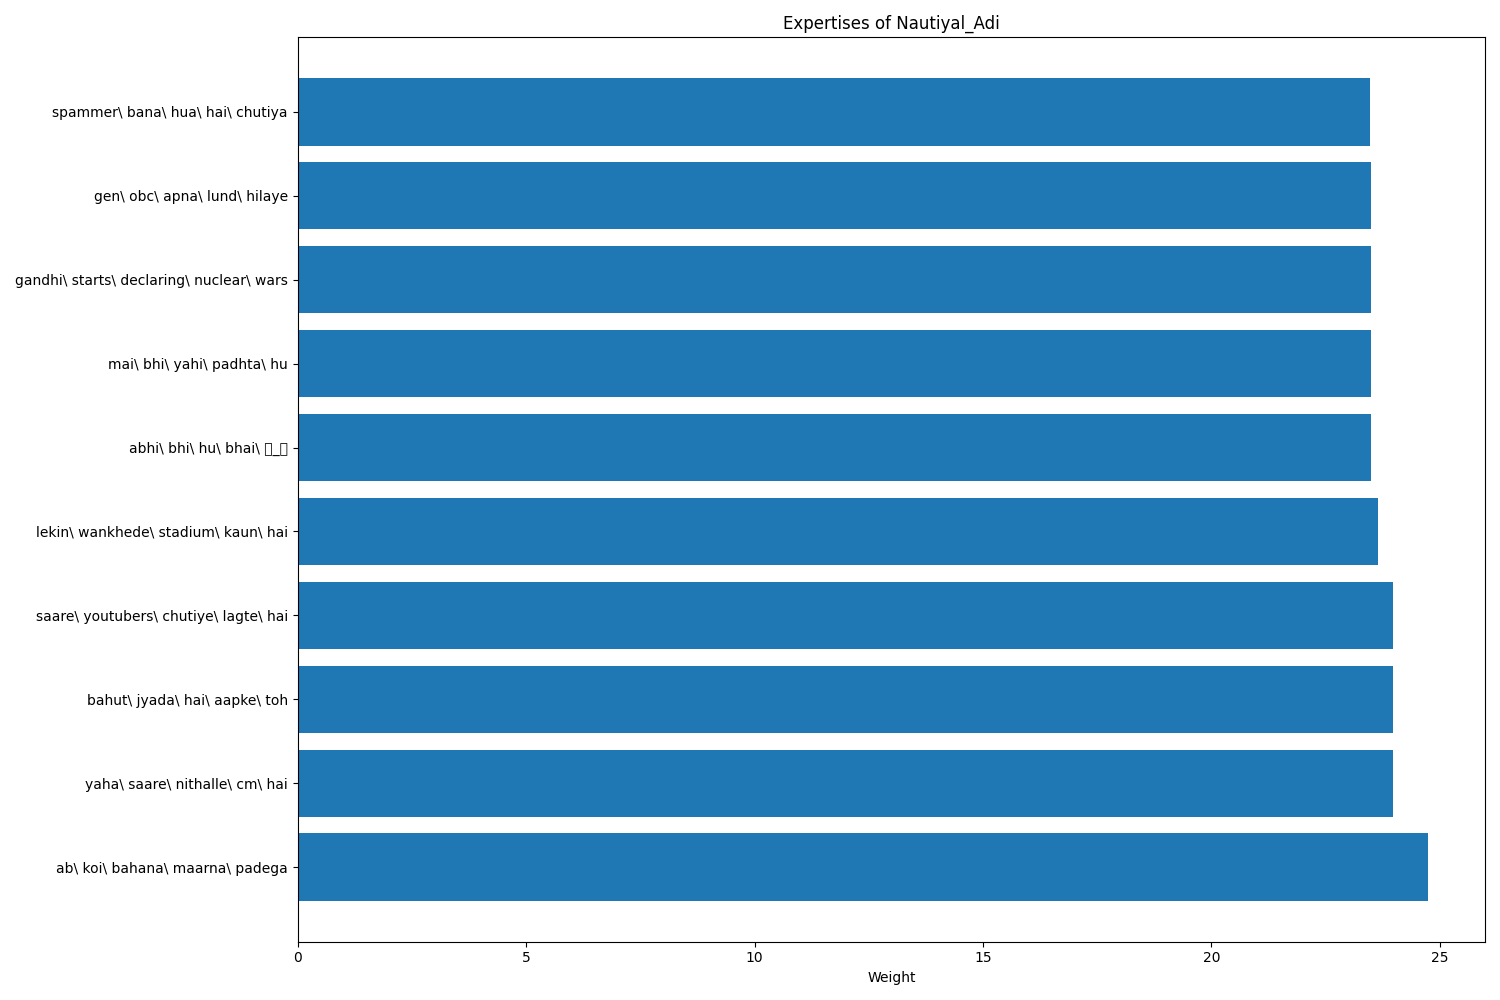 Expertises of Nautiyal_Adi
spammer\ bana\ hua\ hai\ chutiya
gen\ obc\ apna\ lund\ hilaye
gandhi\ starts\ declaring\ nuclear\ wars
mai\ bhi\ yahi\ padhta\ hu
abhi\ bhi\ hu\ bhai\ _
lekin\ wankhede\ stadium\ kaun\ hai
saare\ youtubers\ chutiye\ lagte\ hai
bahut\ jyada\ hai\ aapke\ toh
yaha\ saare\ nithalle\ cm\ hai
ab\ koi\ bahana\ maarna\ padega
0 5 10 15 20 25
Weight